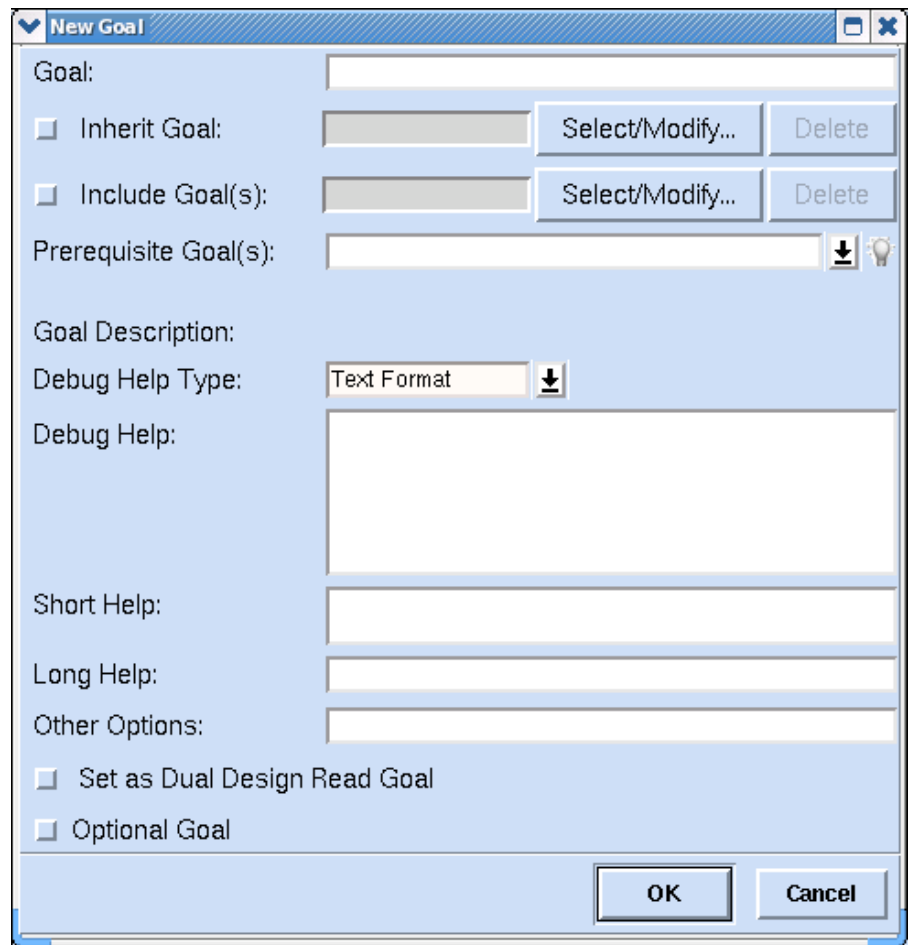 New Goal
Goal:
Inherit Goal: Select/Modify... Delete
Include Goal(s): Select/Modify... Delete
Prerequisite Goal(s):
Goal Description:
Debug Help Type: Text Format
Debug Help:
Short Help:
Long Help:
Other Options:
Set as Dual Design Read Goal
Optional Goal
OK Cancel